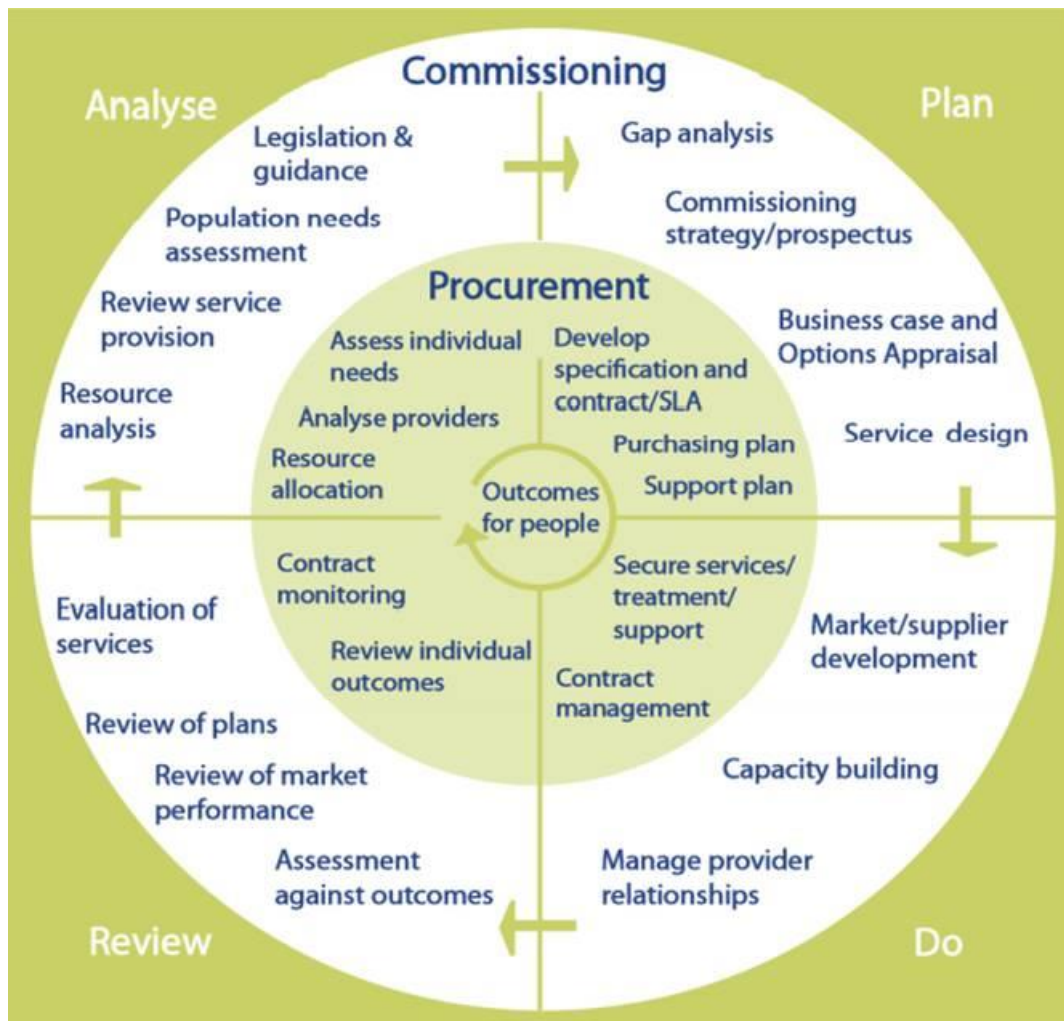 Commissioning
Analyse
Legislation &
guidance
Population needs
assessment
Review service
provision
Resource
analysis
Plan
Gap analysis
Commissioning
strategy/prospectus
Business case and
Options Appraisal
Service design
Procurement
Assess individual
needs
Analyse providers
Resource
allocation
Develop
specification and
contract/SLA
Purchasing plan
Support plan
Outcomes
for people
Contract
monitoring
Review individual
outcomes
Secure services/
treatment/
support
Contract
management
Evaluation of
services
Review of plans
Review of market
performance
Assessment
against outcomes
Review
Market/supplier
development
Capacity building
Manage provider
relationships
Do